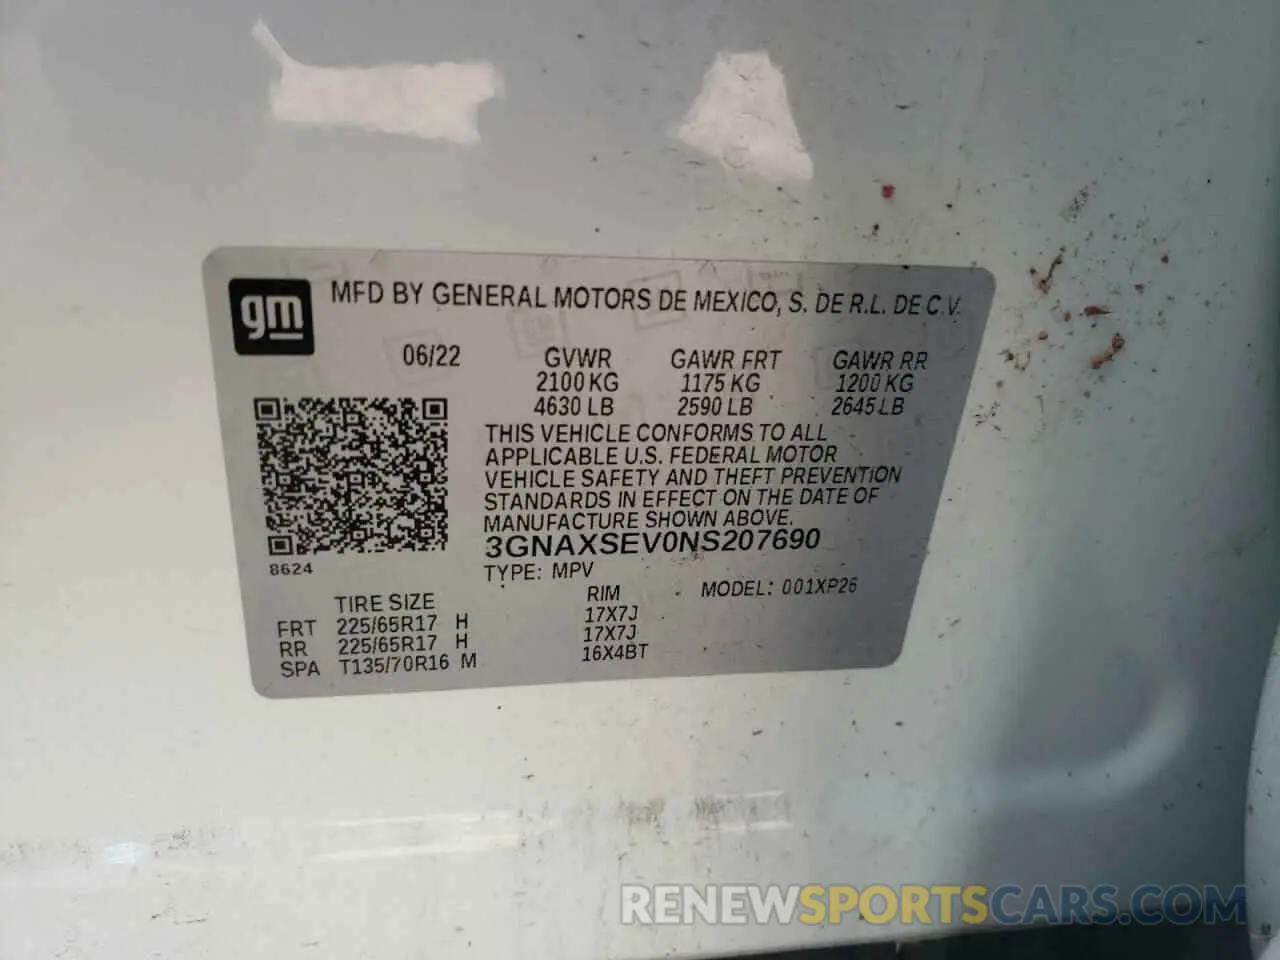 gm
MFD BY GENERAL MOTORS DE MEXICO, S. DE R.L. DE C.V.
06/22 GVWR GAWR FRT GAWR RR
2100 KG 1175 KG 1200 KG
4630 LB 2590 LB 2645 LB
THIS VEHICLE CONFORMS TO ALL
APPLICABLE U.S. FEDERAL MOTOR
VEHICLE SAFETY AND THEFT PREVENTION
STANDARDS IN EFFECT ON THE DATE OF
MANUFACTURE SHOWN ABOVE.
3GNAXSEV0NS207690
8624
TYPE: MPV
MODEL: 001XP26
TIRE SIZE RIM
FRT 225/65R17 H 17X7J
RR 225/65R17 H 17X7J
SPA T135/70R16 M 16X4BT
RENEWSPORTSCARS.COM